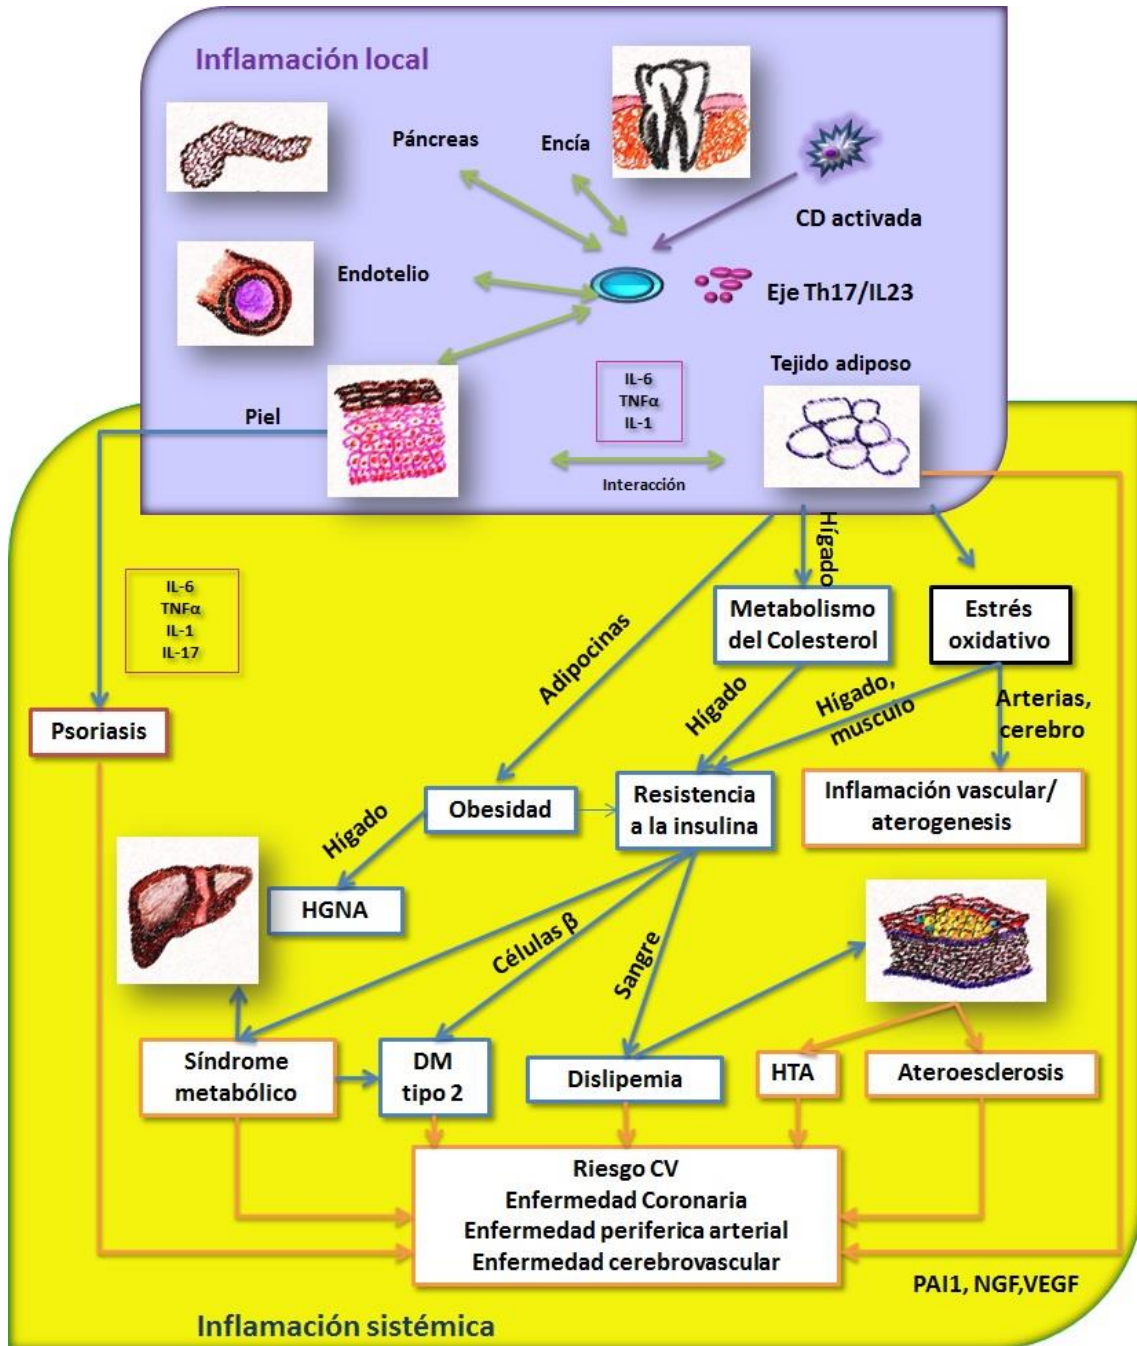 Inflamación local
Páncreas
Encía
CD activada
Endotelio
Eje Th17/IL23
Tejido adiposo
Piel
IL-6
TNFα
IL-1
Interacción
IL-6
TNFα
IL-1
IL-17
Adipocinas
Hígado
Metabolismo
del Colesterol
Estrés
oxidativo
Psoriasis
Hígado
Hígado,
musculo
Arterias,
cerebro
Hígado
Obesidad
Resistencia
a la insulina
Inflamación vascular/
aterogenesis
HGNA
Células β
Sangre
Síndrome
metabólico
DM
tipo 2
Dislipemia
HTA
Ateroesclerosis
Riesgo CV
Enfermedad Coronaria
Enfermedad periferica arterial
Enfermedad cerebrovascular
PAI1, NGF,VEGF
Inflamación sistémica